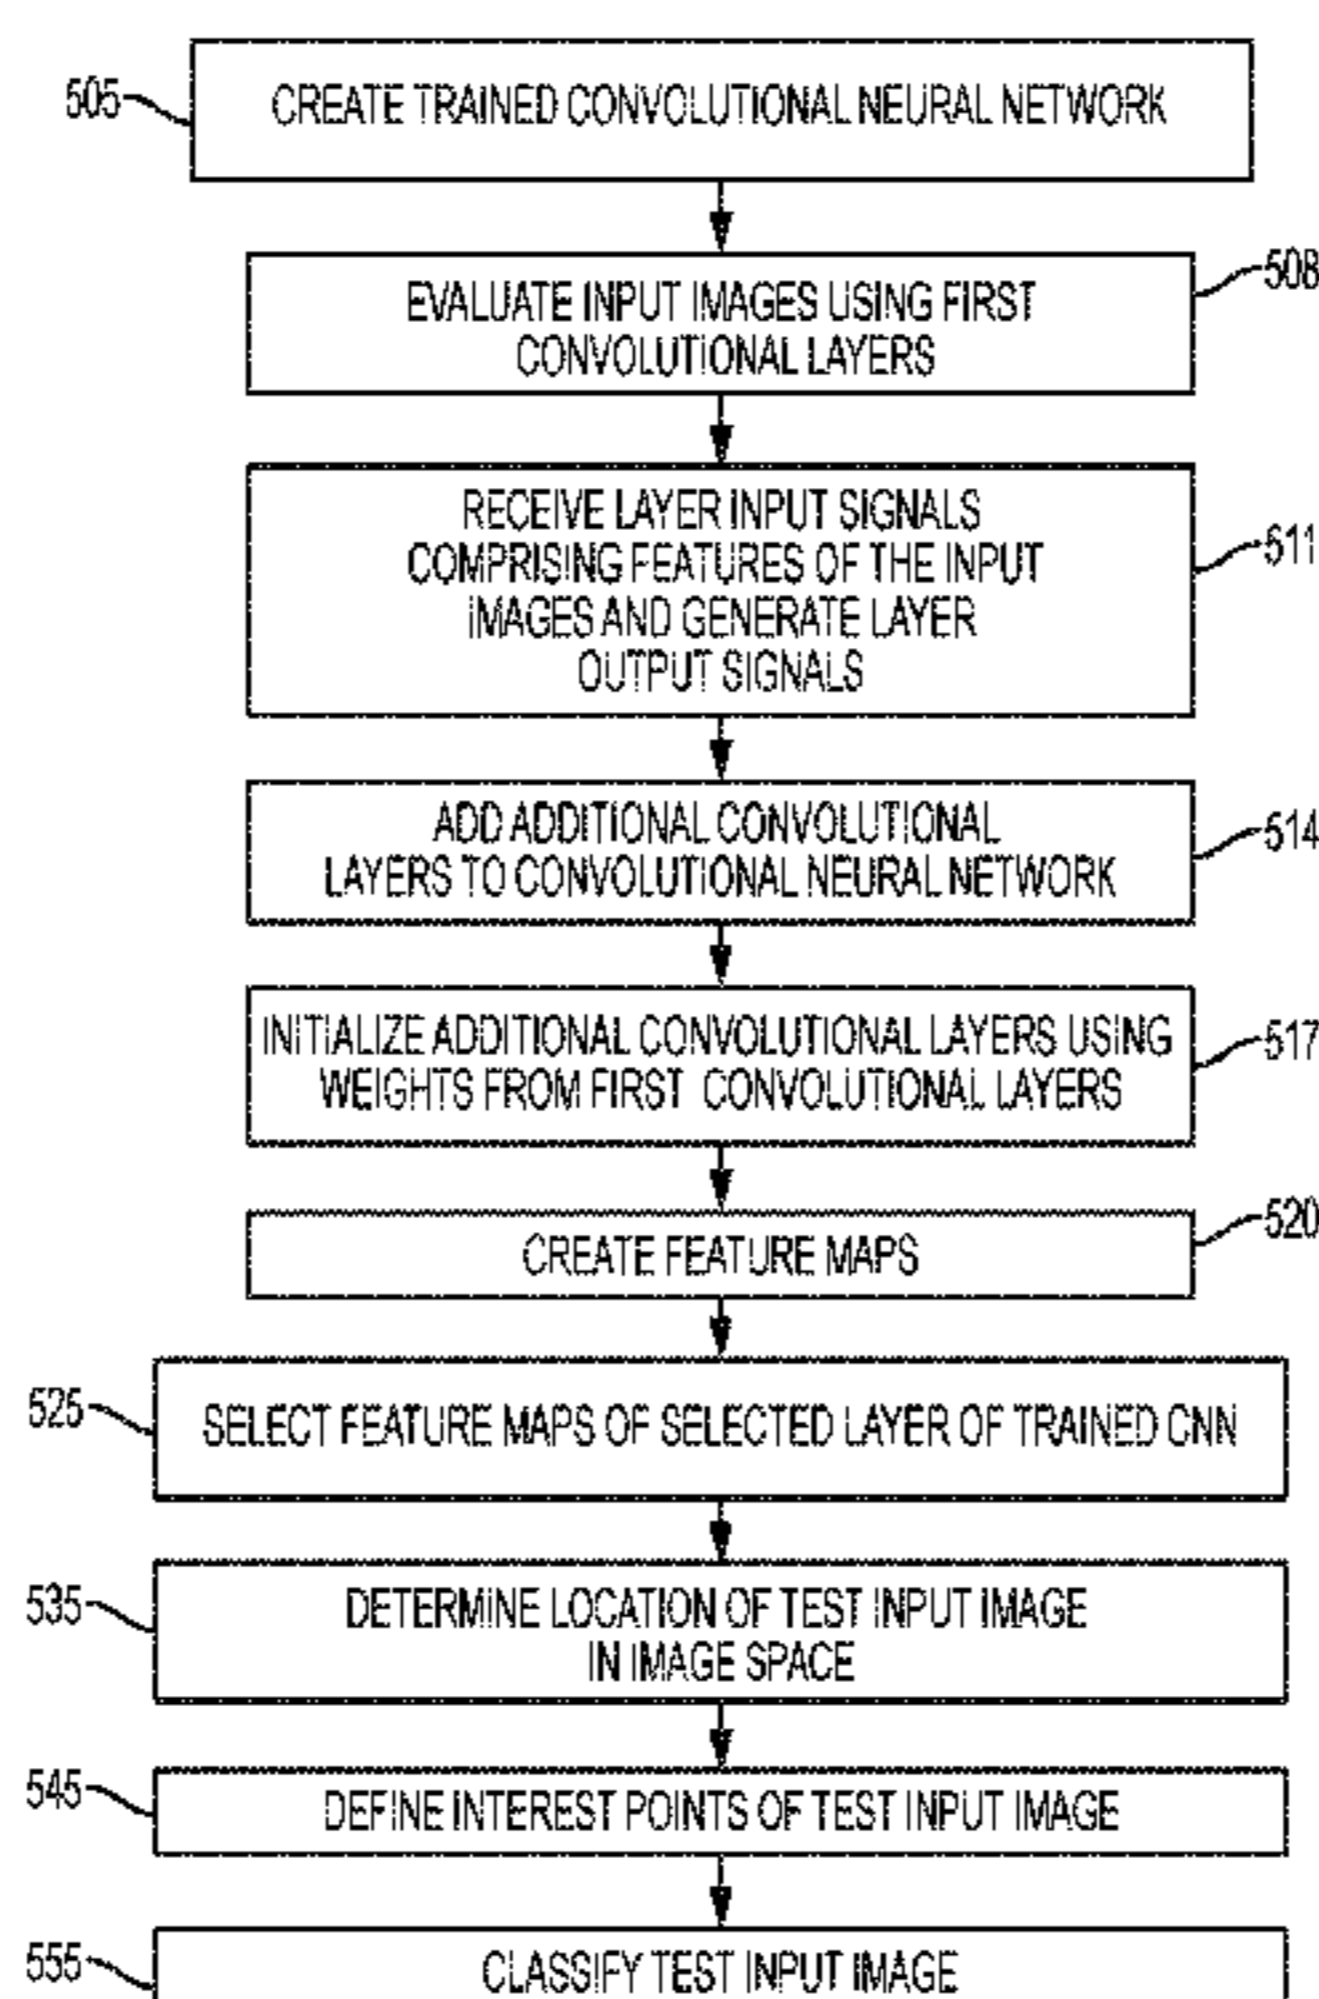 505
CREATE TRAINED CONVOLUTIONAL NEURAL NETWORK
508
EVALUATE INPUT IMAGES USING FIRST
CONVOLUTIONAL LAYERS
511
RECEIVE LAYER INPUT SIGNALS
COMPRISING FEATURES OF THE INPUT
IMAGES AND GENERATE LAYER
OUTPUT SIGNALS
514
ADD ADDITIONAL CONVOLUTIONAL
LAYERS TO CONVOLUTIONAL NEURAL NETWORK
517
INITIALIZE ADDITIONAL CONVOLUTIONAL LAYERS USING
WEIGHTS FROM FIRST CONVOLUTIONAL LAYERS
520
CREATE FEATURE MAPS
525
SELECT FEATURE MAPS OF SELECTED LAYER OF TRAINED CNN
535
DETERMINE LOCATION OF TEST INPUT IMAGE
IN IMAGE SPACE
545
DEFINE INTEREST POINTS OF TEST INPUT IMAGE
555
CLASSIFY TEST INPUT IMAGE